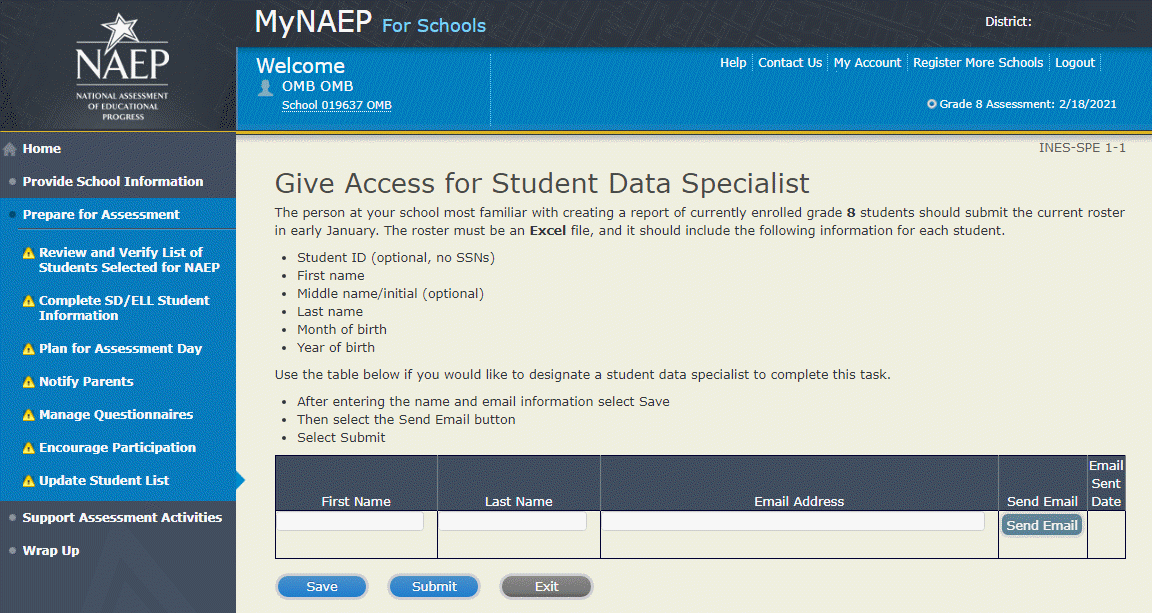 NAEP
NATIONAL ASSESSMENT
OF EDUCATIONAL
PROGRESS
MyNAEP For Schools
District:
Welcome
OMB OMB
School 019637 OMB
Help
Contact Us
My Account
Register More Schools
Logout
Grade 8 Assessment: 2/18/2021
Home
Provide School Information
Prepare for Assessment
Review and Verify List of
Students Selected for NAEP
Complete SD/ELL Student
Information
Plan for Assessment Day
Notify Parents
Manage Questionnaires
Encourage Participation
Update Student List
Support Assessment Activities
Wrap Up
INES-SPE 1-1
Give Access for Student Data Specialist
The person at your school most familiar with creating a report of currently enrolled grade 8 students should submit the current roster
in early January. The roster must be an Excel file, and it should include the following information for each student.
• Student ID (optional, no SSNs)
• First name
• Middle name/initial (optional)
• Last name
• Month of birth
• Year of birth
Use the table below if you would like to designate a student data specialist to complete this task.
• After entering the name and email information select Save
• Then select the Send Email button
• Select Submit
First Name
Last Name
Email Address
Send Email
Email
Sent
Date
Send Email
Save
Submit
Exit